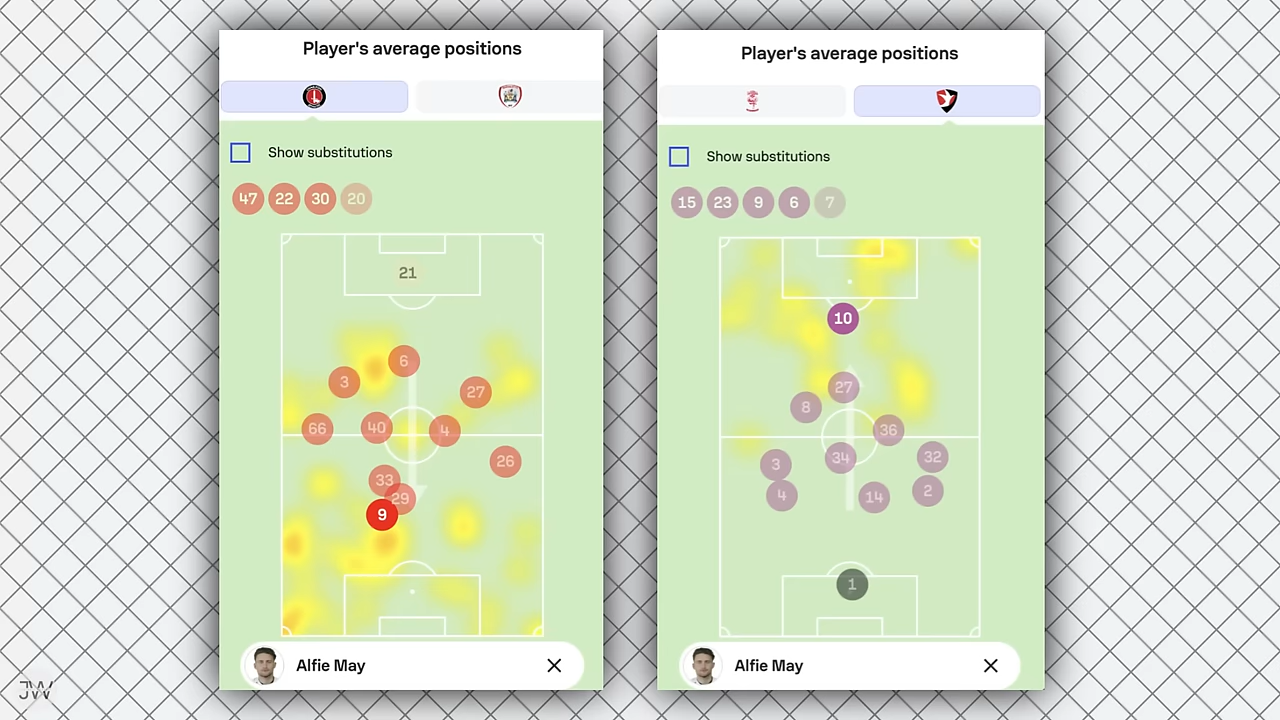 Player's average positions
Show substitutions
47 22 30 20
21
6
3
27
66 40 4
26
33
29
9
Alfie May
Player's average positions
Show substitutions
15 23 9 6 7
10
27
8
36
3 34 32
4 14 2
1
Alfie May
JW